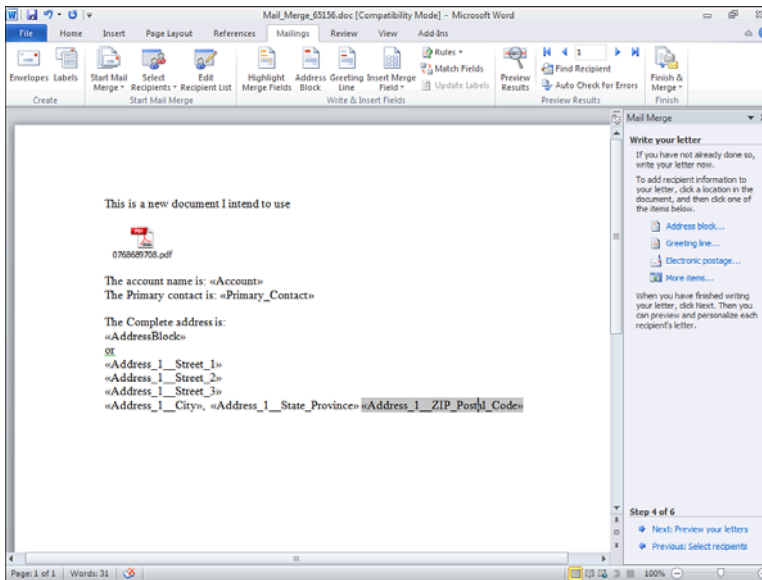 Mail_Merge_65156.doc [Compatibility Mode] - Microsoft Word
File Home Insert Page Layout References Mailings Review View Add-Ins
Envelopes Labels
Create
Start Mail Merge
Select Recipients
Edit Recipient List
Start Mail Merge
Highlight Merge Fields
Address Block
Greeting Line
Insert Merge Field
Rules
Match Fields
Update Labels
Write & Insert Fields
Preview Results
1
Find Recipient
Auto Check for Errors
Preview Results
Finish & Merge
Finish
This is a new document I intend to use
PDF
0768689708.pdf
The account name is: «Account»
The Primary contact is: «Primary_Contact»
The Complete address is:
«AddressBlock»
or
«Address_1__Street_1»
«Address_1__Street_2»
«Address_1__Street_3»
«Address_1__City», «Address_1__State_Province» «Address_1__ZIP_Postal_Code»
Mail Merge
Write your letter
If you have not already done so,
write your letter now.
To add recipient information to
your letter, click a location in the
document, and then click one of
the items below.
Address block...
Greeting line...
Electronic postage...
More items...
When you have finished writing
your letter, click Next. Then you
can preview and personalize each
recipient's letter.
Step 4 of 6
Next: Preview your letters
Previous: Select recipients
Page: 1 of 1 Words: 31 100%